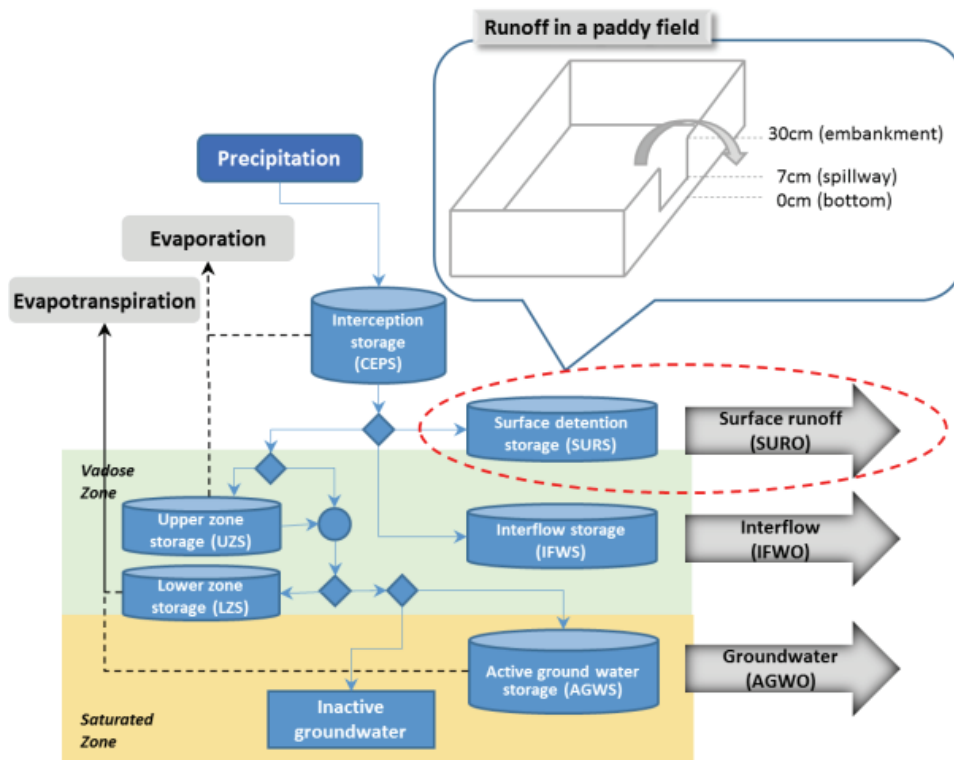 Runoff in a paddy field
30cm (embankment)
7cm (spillway)
0cm (bottom)
Precipitation
Evaporation
Evapotranspiration
Interception
storage
(CEPS)
Surface detention
storage (SURS)
Surface runoff
(SURO)
Vadose
Zone
Upper zone
storage (UZS)
Interflow storage
(IFWS)
Interflow
(IFWO)
Lower zone
storage (LZS)
Active ground water
storage (AGWS)
Groundwater
(AGWO)
Inactive
groundwater
Saturated
Zone